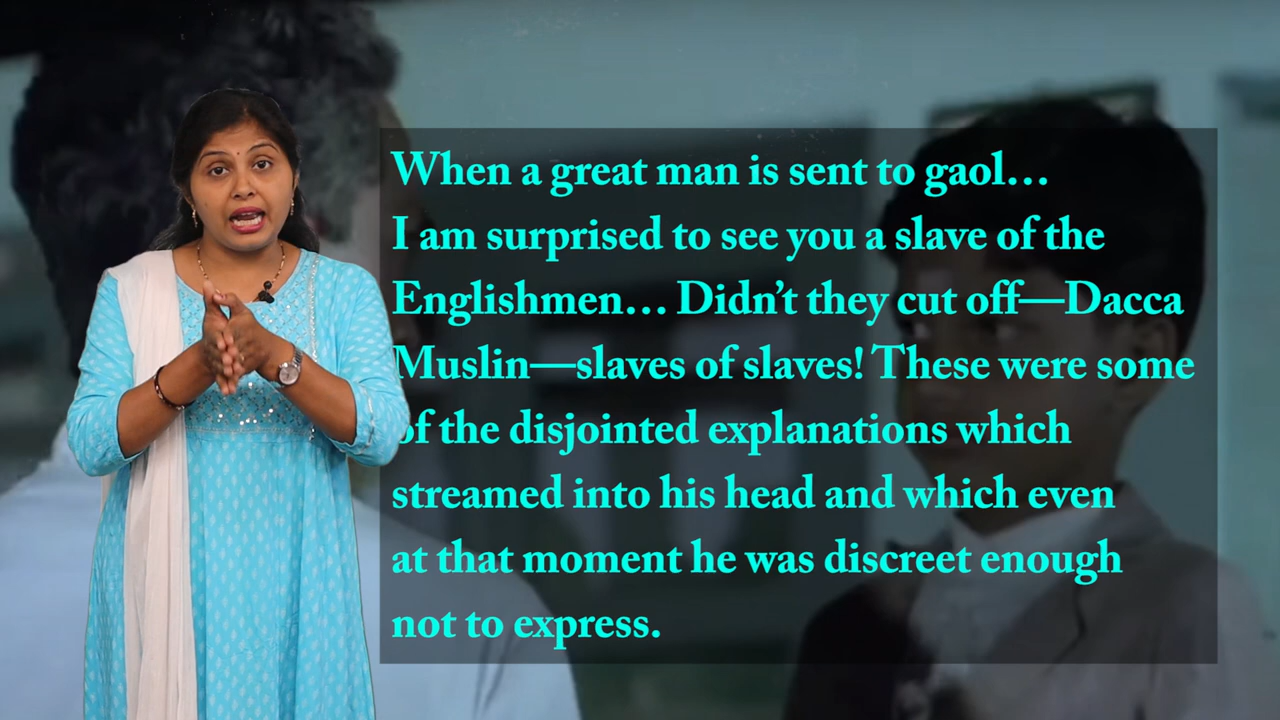 When a great man is sent to gaol…
I am surprised to see you a slave of the
Englishmen… Didn’t they cut off—Dacca
Muslin—slaves of slaves! These were some
of the disjointed explanations which
streamed into his head and which even
at that moment he was discreet enough
not to express.